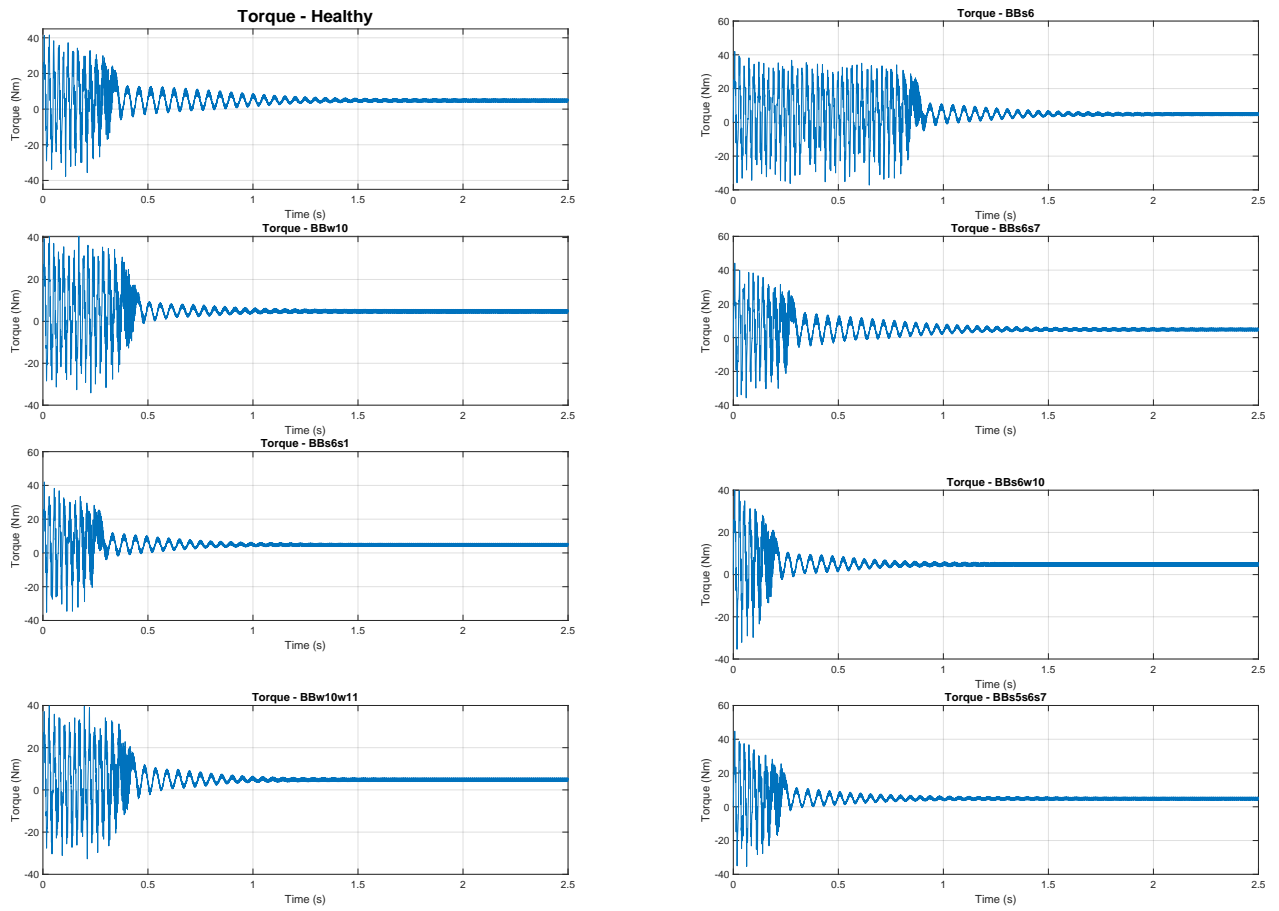 Torque - Healthy
40
20
0
-20
-40
Torque (Nm)
0 0.5 1 1.5 2 2.5
Time (s)
Torque - BBs6
60
40
20
0
-20
-40
Torque (Nm)
0 0.5 1 1.5 2 2.5
Time (s)
Torque - BBw10
40
20
0
-20
-40
Torque (Nm)
0 0.5 1 1.5 2 2.5
Time (s)
Torque - BBs6s7
60
40
20
0
-20
-40
Torque (Nm)
0 0.5 1 1.5 2 2.5
Time (s)
Torque - BBs6s1
60
40
20
0
-20
-40
Torque (Nm)
0 0.5 1 1.5 2 2.5
Time (s)
Torque - BBs6w10
40
20
0
-20
-40
Torque (Nm)
0 0.5 1 1.5 2 2.5
Time (s)
Torque - BBw10w11
40
20
0
-20
-40
Torque (Nm)
0 0.5 1 1.5 2 2.5
Time (s)
Torque - BBs5s6s7
60
40
20
0
-20
-40
Torque (Nm)
0 0.5 1 1.5 2 2.5
Time (s)